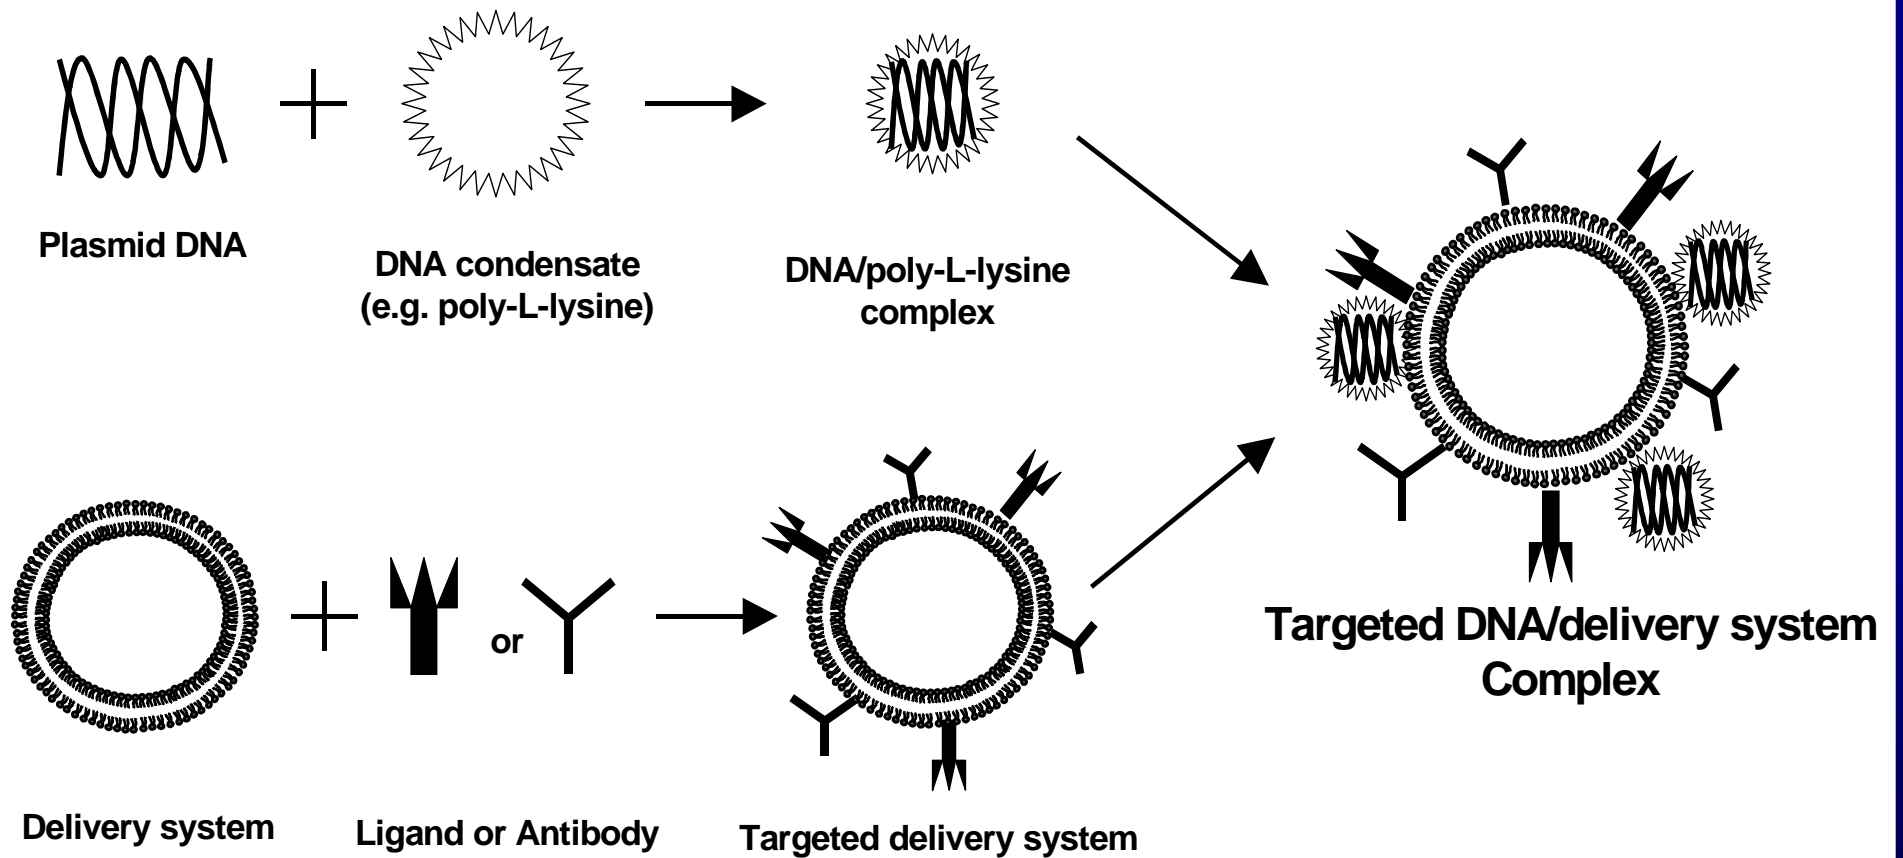 Plasmid DNA
DNA condensate
(e.g. poly-L-lysine)
DNA/poly-L-lysine
complex
or
Delivery system
Ligand or Antibody
Targeted delivery system
Targeted DNA/delivery system
Complex